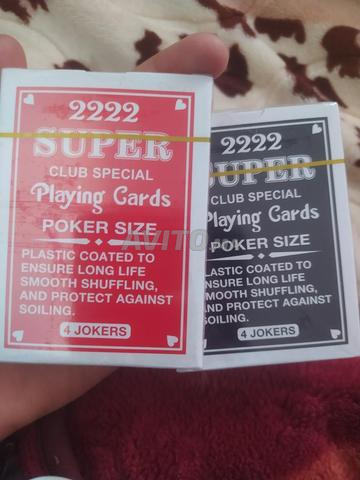 2222
SUPER
CLUB SPECIAL
Playing Cards
POKER SIZE
PLASTIC COATED TO
ENSURE LONG LIFE
SMOOTH SHUFFLING,
AND PROTECT AGAINST
SOILING.
4 JOKERS
2222
SUPER
CLUB SPECIAL
Playing Cards
POKER SIZE
PLASTIC COATED TO
ENSURE LONG LIFE
SMOOTH SHUFFLING,
AND PROTECT AGAINST
SOILING.
4 JOKERS
AVITO